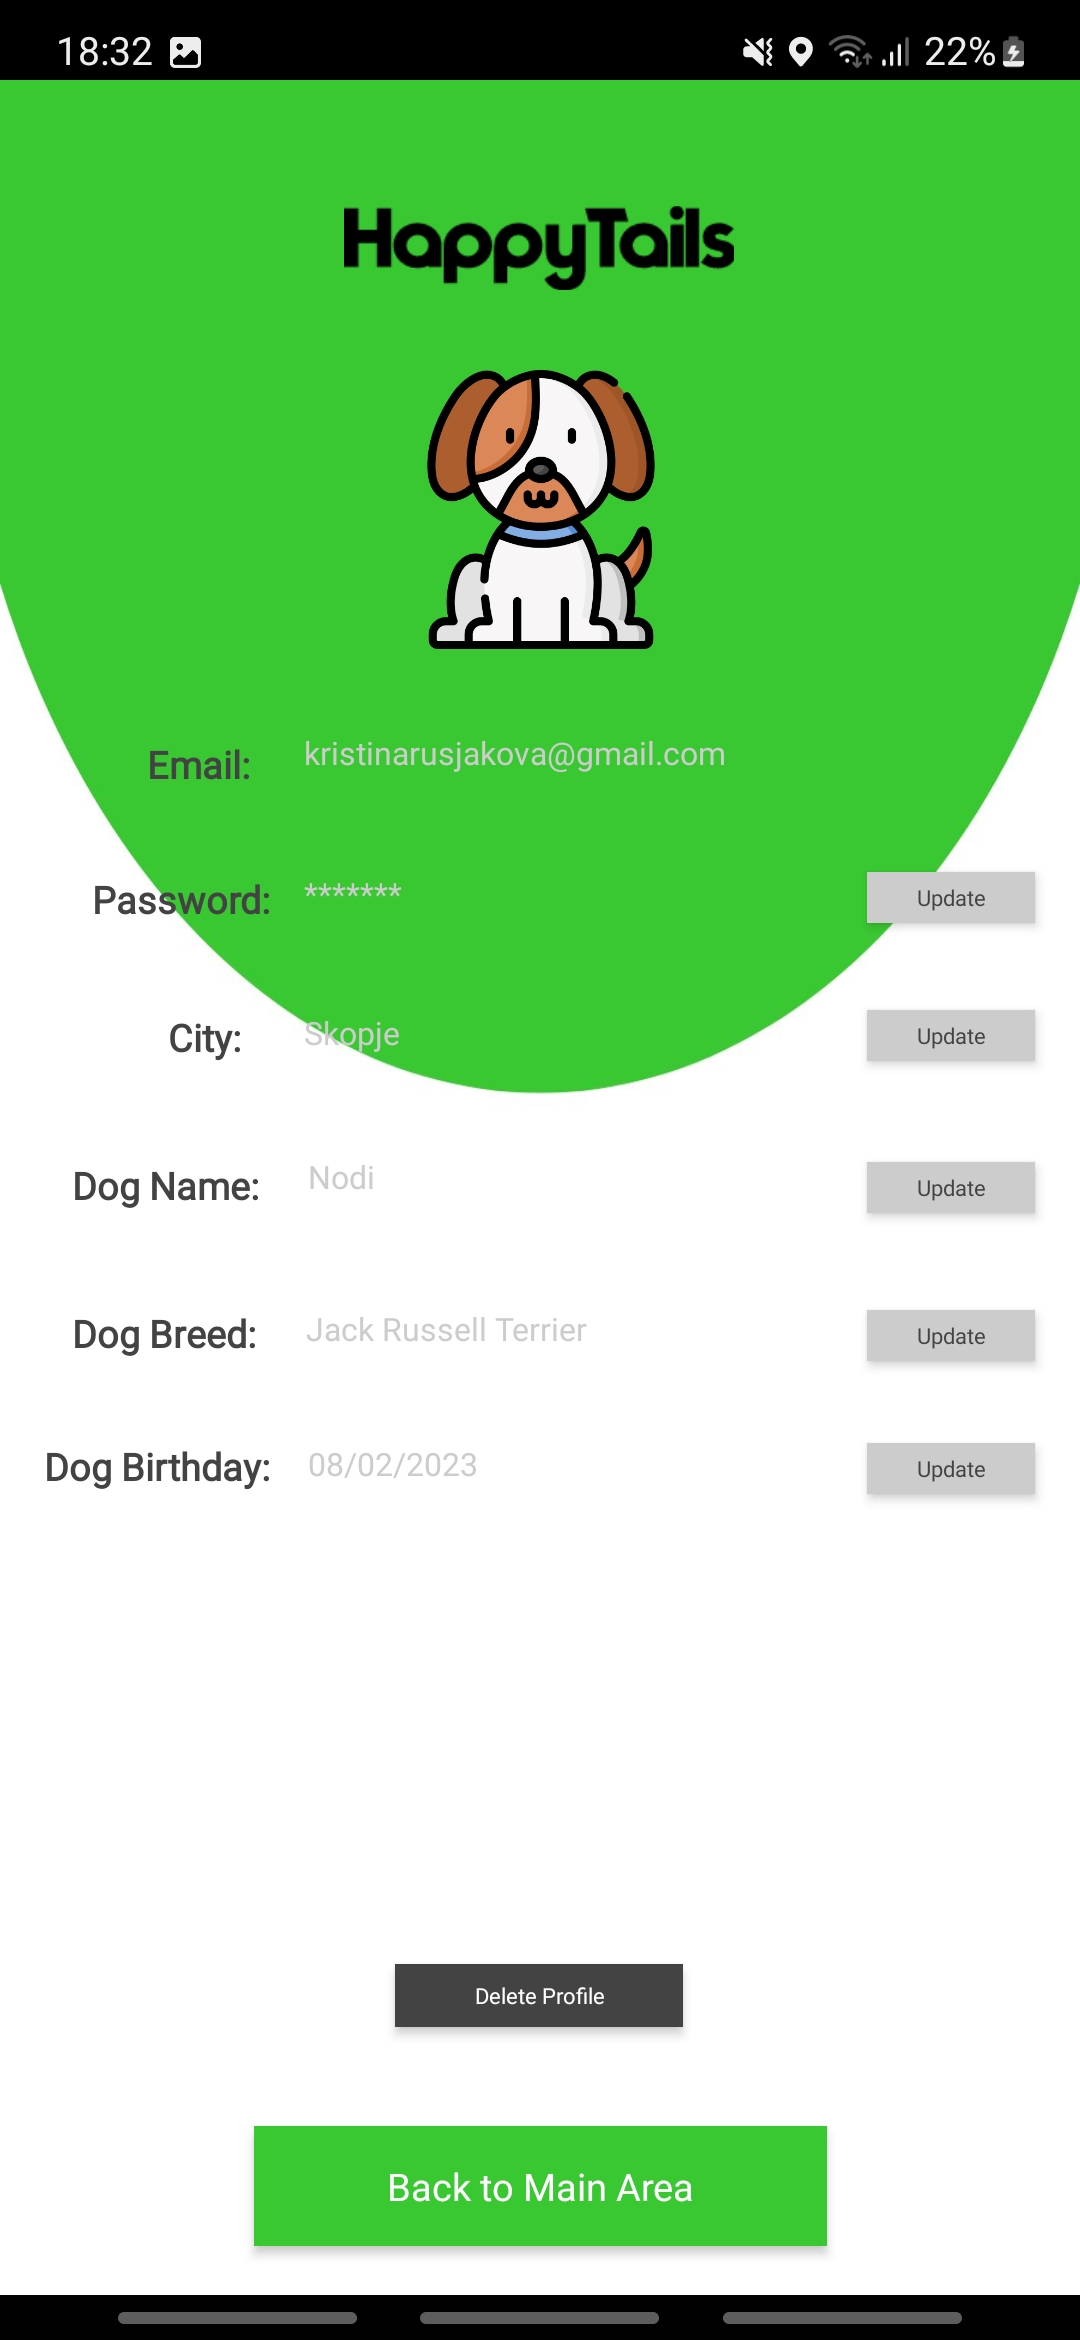 18:32 22%
HappyTails
Email: kristinarusjakova@gmail.com
Password: ******* Update
City: Skopje Update
Dog Name: Nodi Update
Dog Breed: Jack Russell Terrier Update
Dog Birthday: 08/02/2023 Update
Delete Profile
Back to Main Area